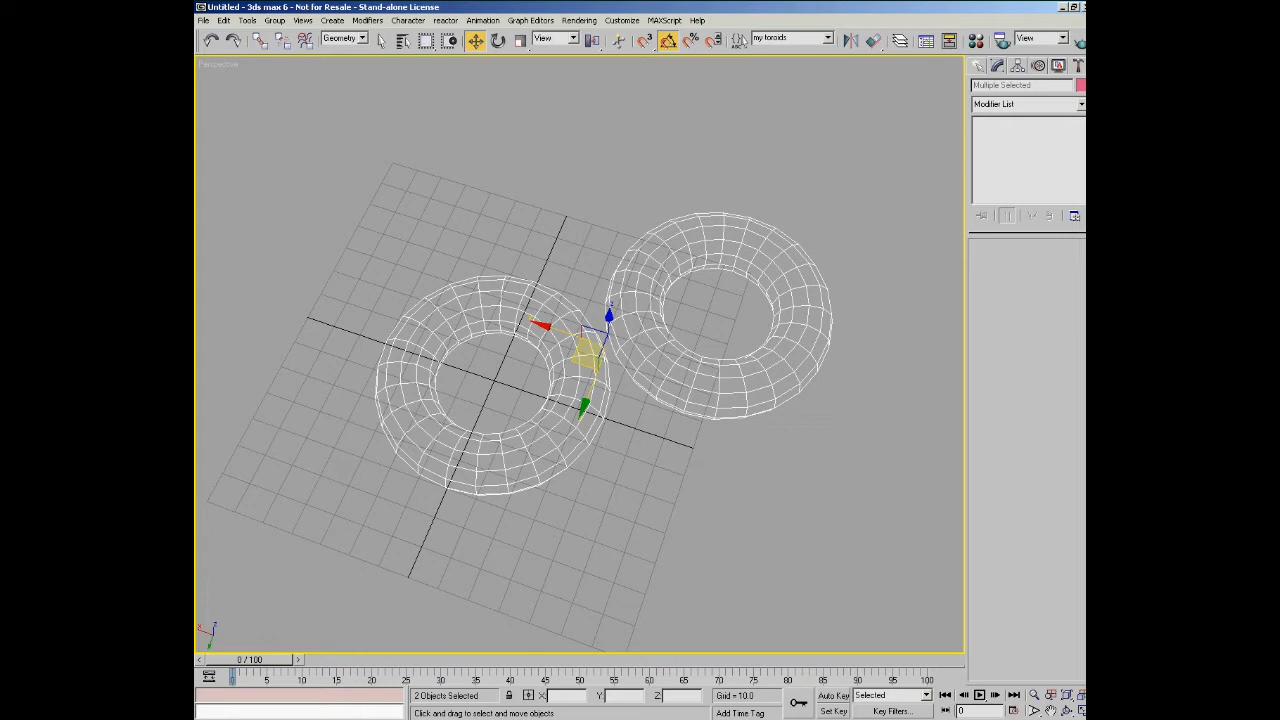 Untitled - 3ds max 6 - Not for Resale - Stand-alone License
File Edit Tools Group Views Create Modifiers Character reactor Animation Graph Editors Rendering Customize MAXScript Help
Geometry View my toroids View
Perspective
Multiple Selected
Modifier List
z
x
z
0 / 100
0 5 10 15 20 25 30 35 40 45 50 55 60 65 70 75 80 85 90 95 100
2 Objects Selected X: Y: Z: Grid = 10.0 Auto Key Selected
Click and drag to select and move objects Add Time Tag Set Key Key Filters... 0